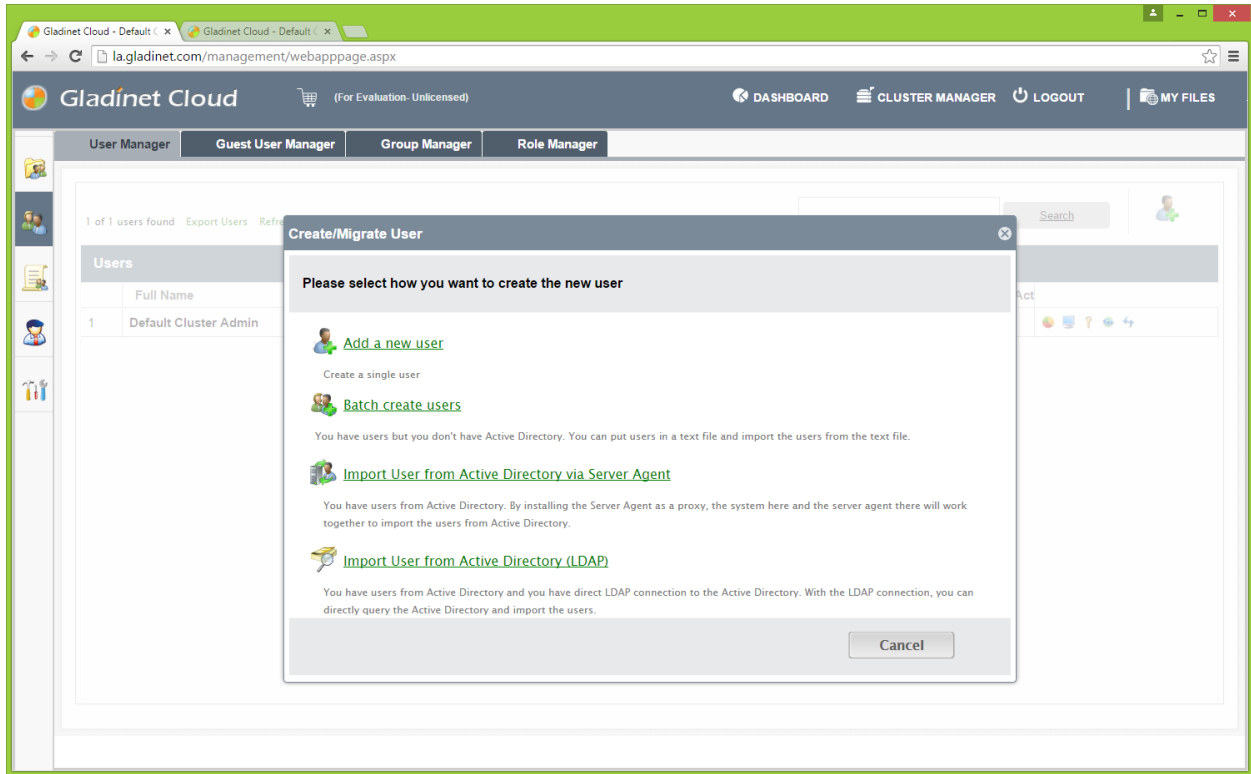 Gladinet Cloud - Default
Gladinet Cloud - Default
la.gladinet.com/management/webapppage.aspx
Gladinet Cloud
(For Evaluation- Unlicensed)
DASHBOARD
CLUSTER MANAGER
LOGOUT
MY FILES
User Manager
Guest User Manager
Group Manager
Role Manager
1 of 1 users found Export Users
Search
Create/Migrate User
Users
Please select how you want to create the new user
Full Name
Act
1 Default Cluster Admin
Add a new user
Create a single user
Batch create users
You have users but you don't have Active Directory. You can put users in a text file and import the users from the text file.
Import User from Active Directory via Server Agent
You have users from Active Directory. By installing the Server Agent as a proxy, the system here and the server agent there will work
together to import the users from Active Directory.
Import User from Active Directory (LDAP)
You have users from Active Directory and you have direct LDAP connection to the Active Directory. With the LDAP connection, you can
directly query the Active Directory and import the users.
Cancel